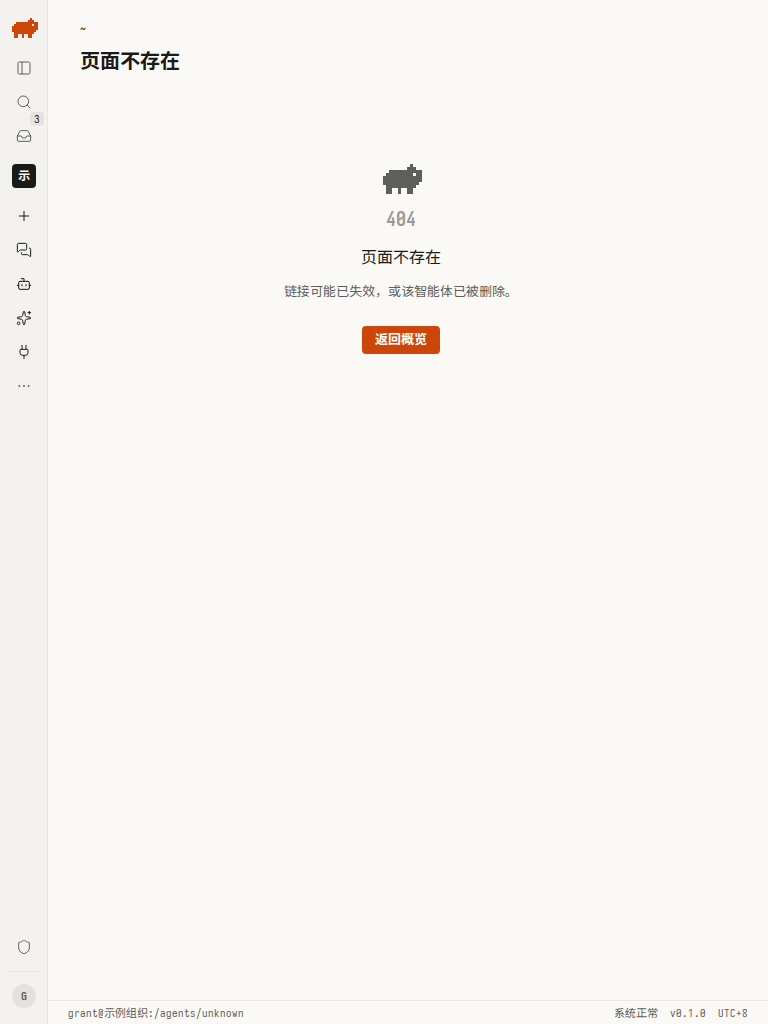 ~
页面不存在
3
示
404
页面不存在
链接可能已失效，或该智能体已被删除。
返回概览
G
grant@示例组织:/agents/unknown
系统正常 v0.1.0 UTC+8